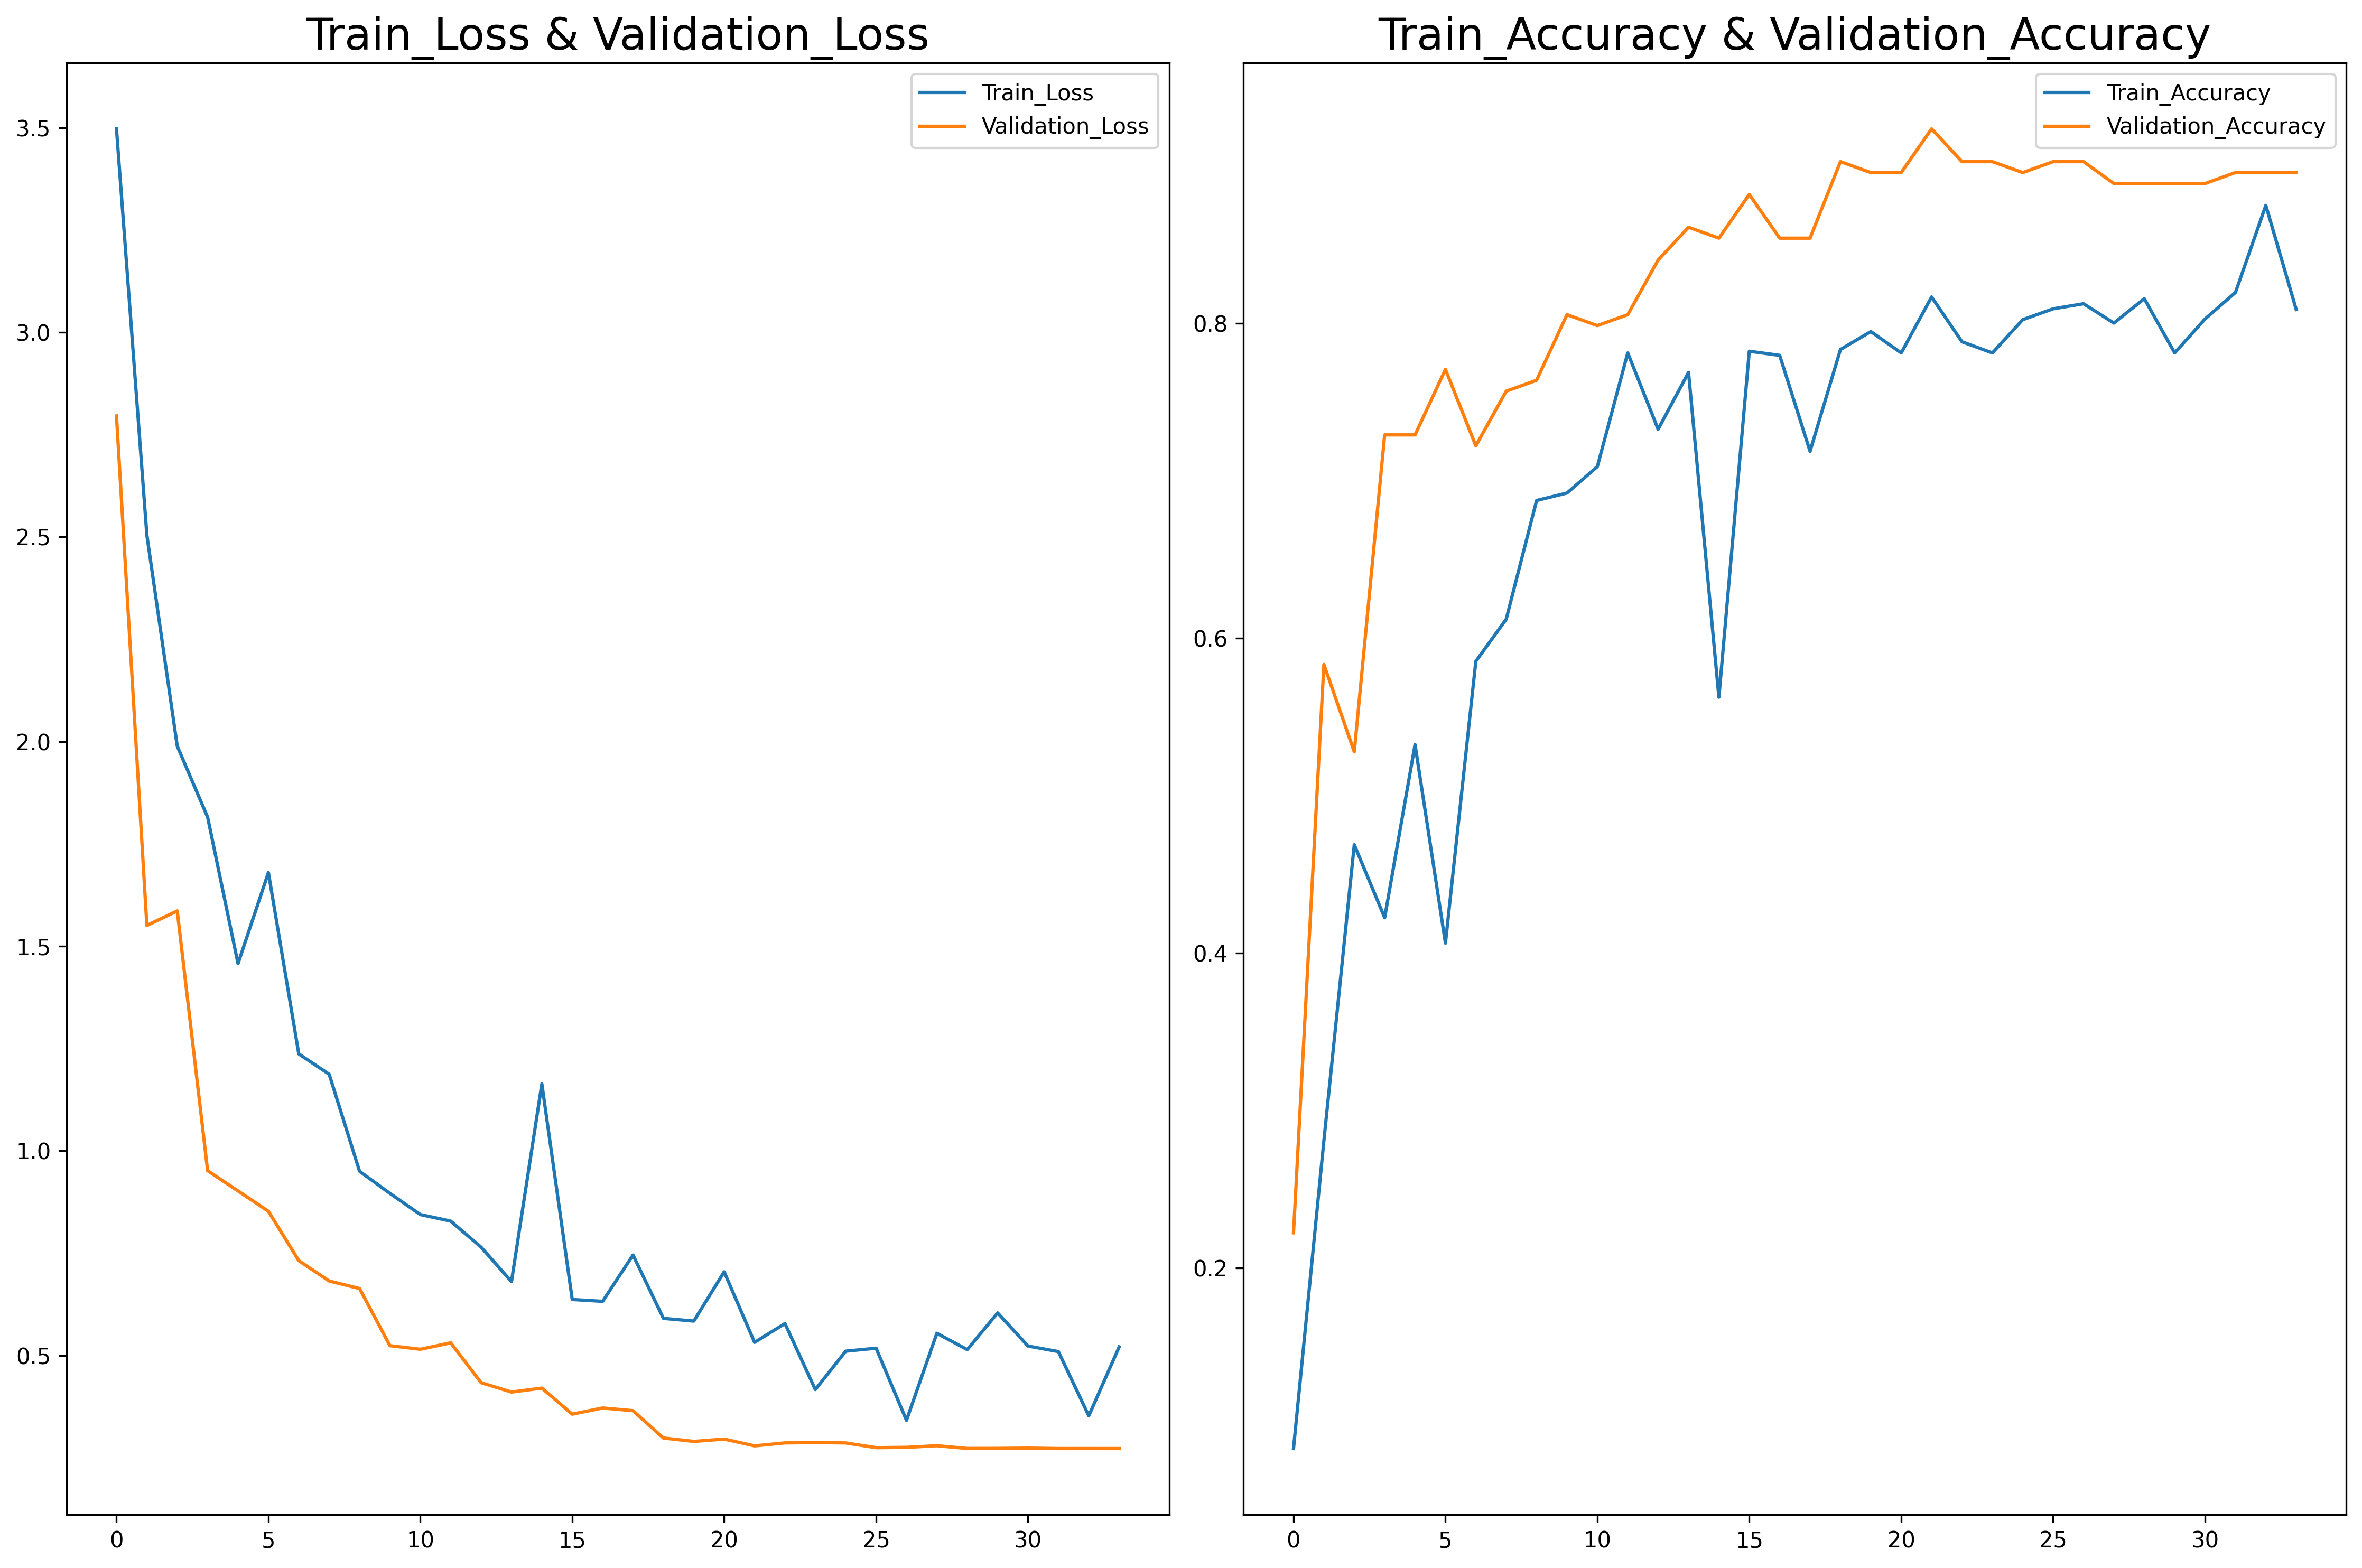 Train_Loss & Validation_Loss
Train_Loss
Validation_Loss
3.5
3.0
2.5
2.0
1.5
1.0
0.5
0 5 10 15 20 25 30
Train_Accuracy & Validation_Accuracy
Train_Accuracy
Validation_Accuracy
0.8
0.6
0.4
0.2
0 5 10 15 20 25 30